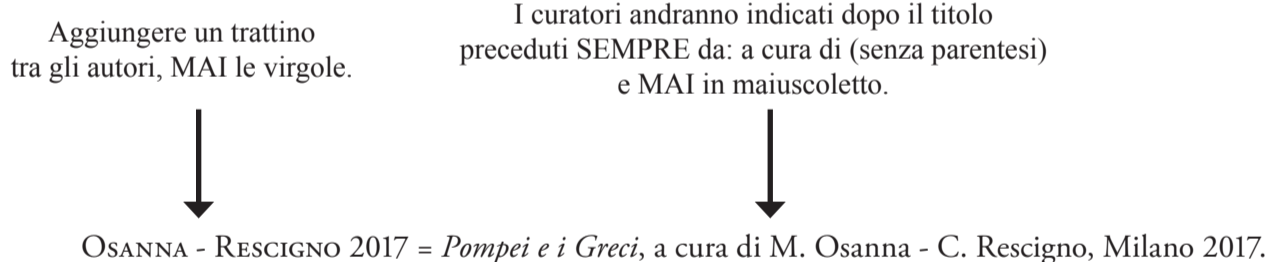 Aggiungere un trattino
tra gli autori, MAI le virgole.
I curatori andranno indicati dopo il titolo
preceduti SEMPRE da: a cura di (senza parentesi)
e MAI in maiuscoletto.
Osanna - Rescigno 2017 = Pompei e i Greci, a cura di M. Osanna - C. Rescigno, Milano 2017.